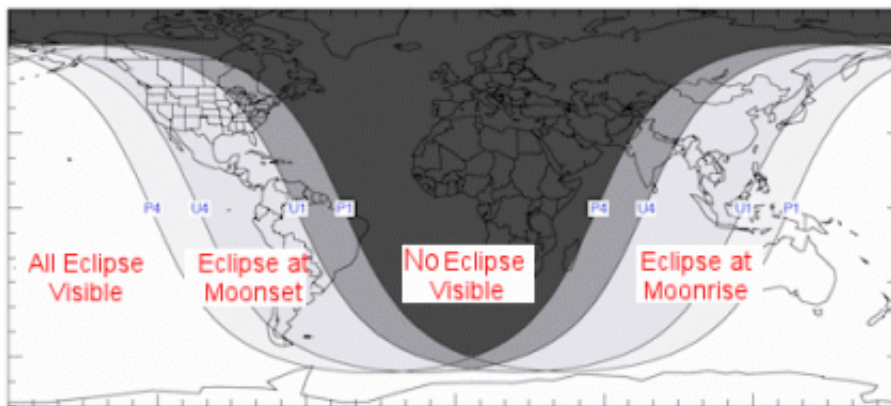 P4 U4 U1 P1 P4 U4 U1 P1
All Eclipse
Visible
Eclipse at
Moonset
No Eclipse
Visible
Eclipse at
Moonrise